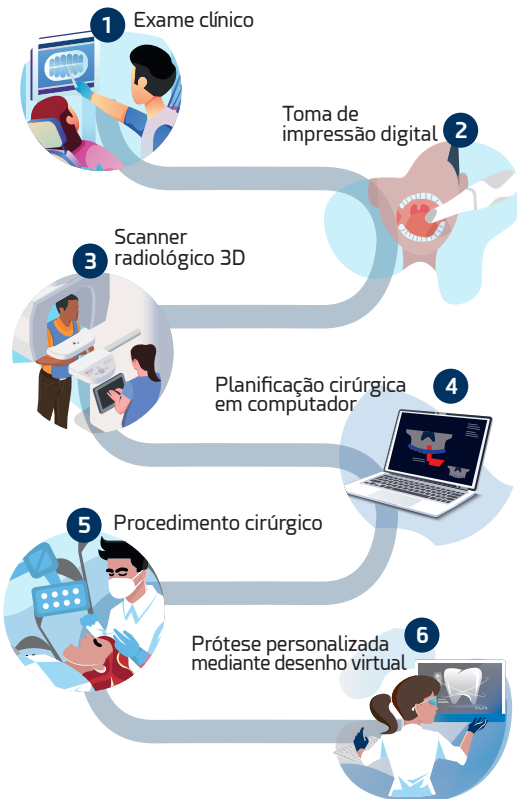 1 Exame clínico
Toma de
impressão digital 2
Scanner
3 radiológico 3D
Planificação cirúrgica 4
em computador
5 Procedimento cirúrgico
Prótese personalizada 6
mediante desenho virtual